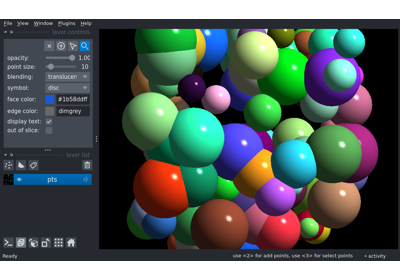 File View Window Plugins Help
layer controls
opacity: 1.00
point size: 10
blending: translucen
symbol: disc
face color: #1b58ddff
edge color: dimgrey
display text:
out of slice:
layer list
pts
Ready use <2> for add points, use <3> for select points activity